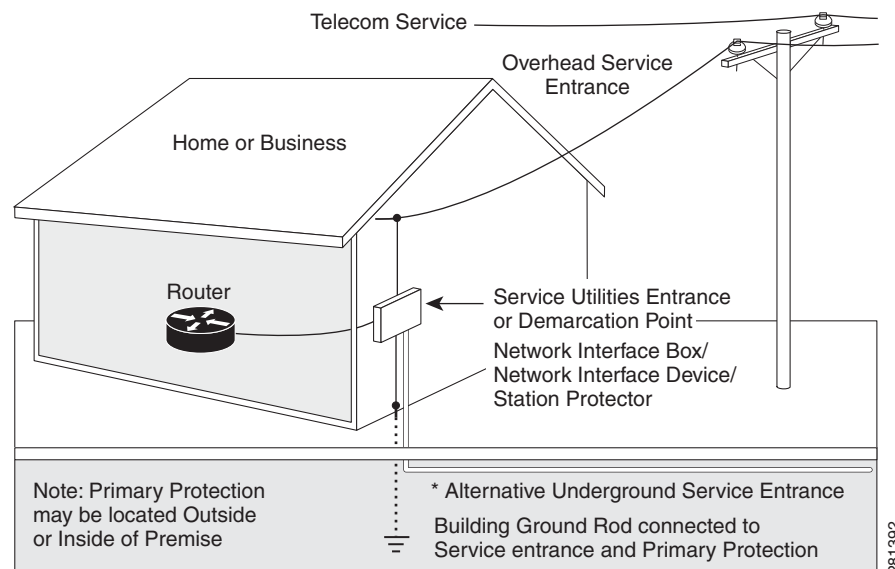 Telecom Service
Overhead Service
Entrance
Home or Business
Router
Service Utilities Entrance
or Demarcation Point
Network Interface Box/
Network Interface Device/
Station Protector
Note: Primary Protection
may be located Outside
or Inside of Premise
* Alternative Underground Service Entrance
Building Ground Rod connected to
Service entrance and Primary Protection